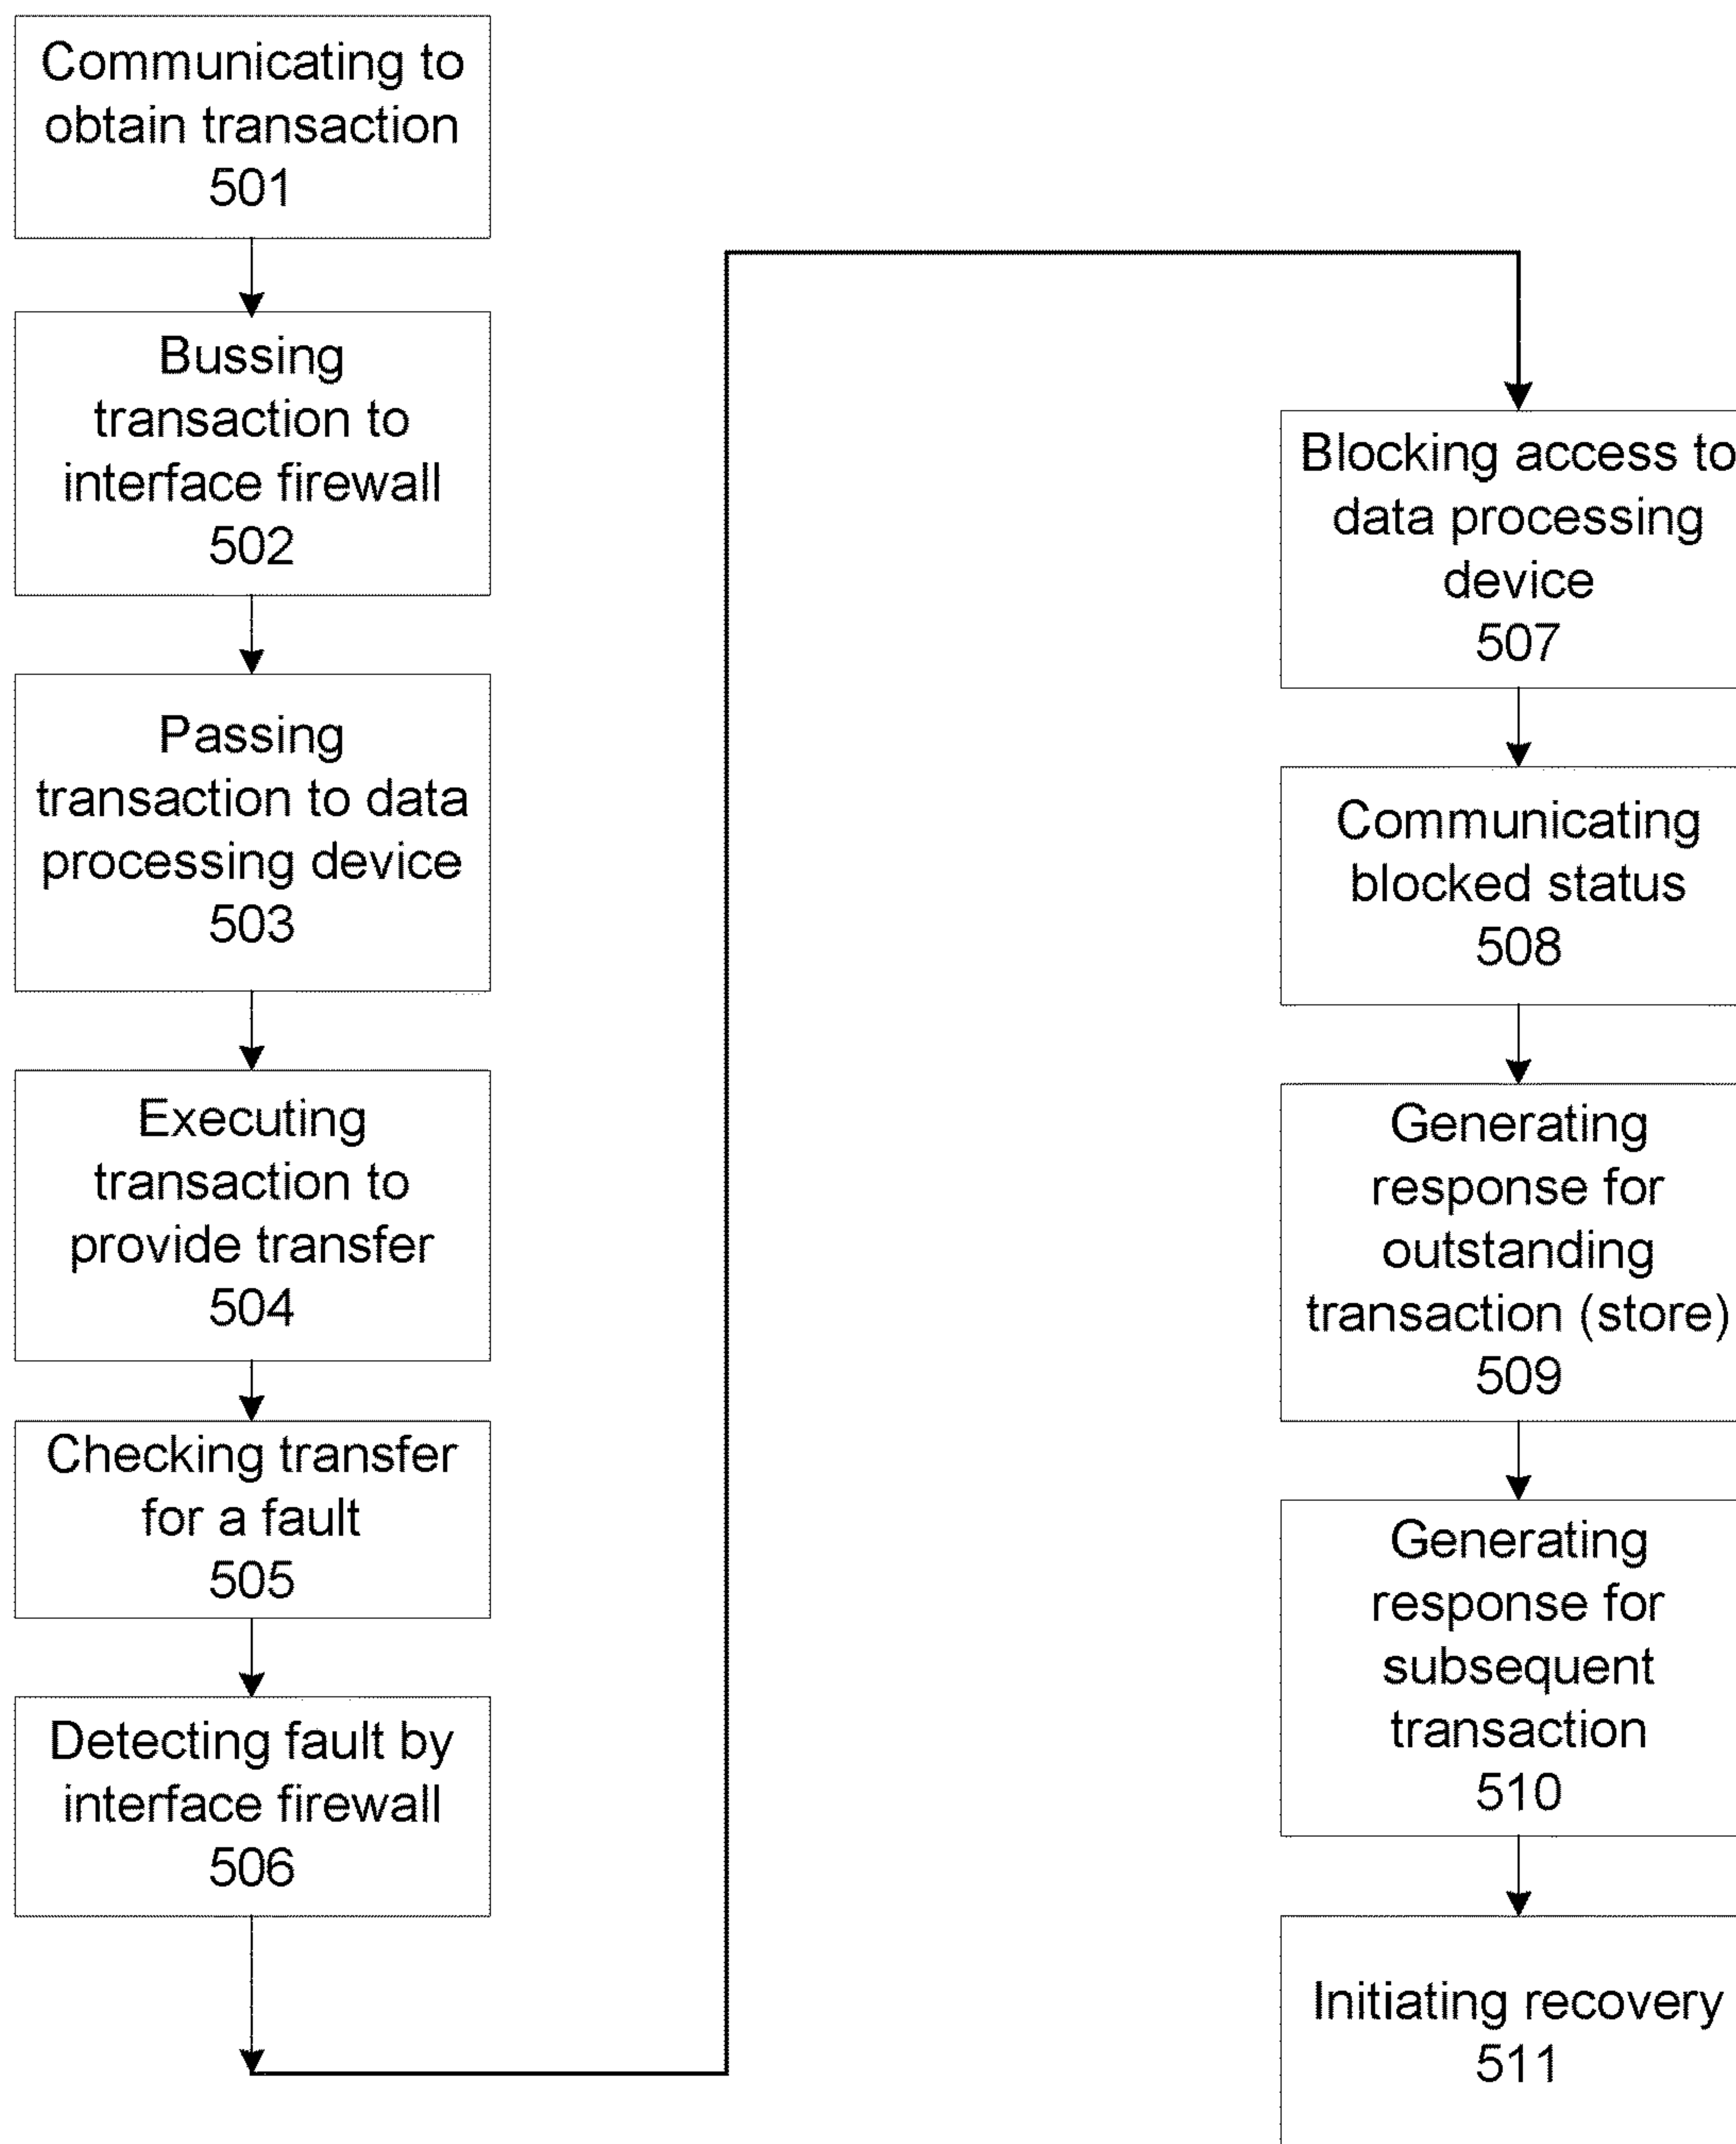 Communicating to
obtain transaction
501
Bussing
transaction to
interface firewall
502
Passing
transaction to data
processing device
503
Executing
transaction to
provide transfer
504
Checking transfer
for a fault
505
Detecting fault by
interface firewall
506
Blocking access to
data processing
device
507
Communicating
blocked status
508
Generating
response for
outstanding
transaction (store)
509
Generating
response for
subsequent
transaction
510
Initiating recovery
511